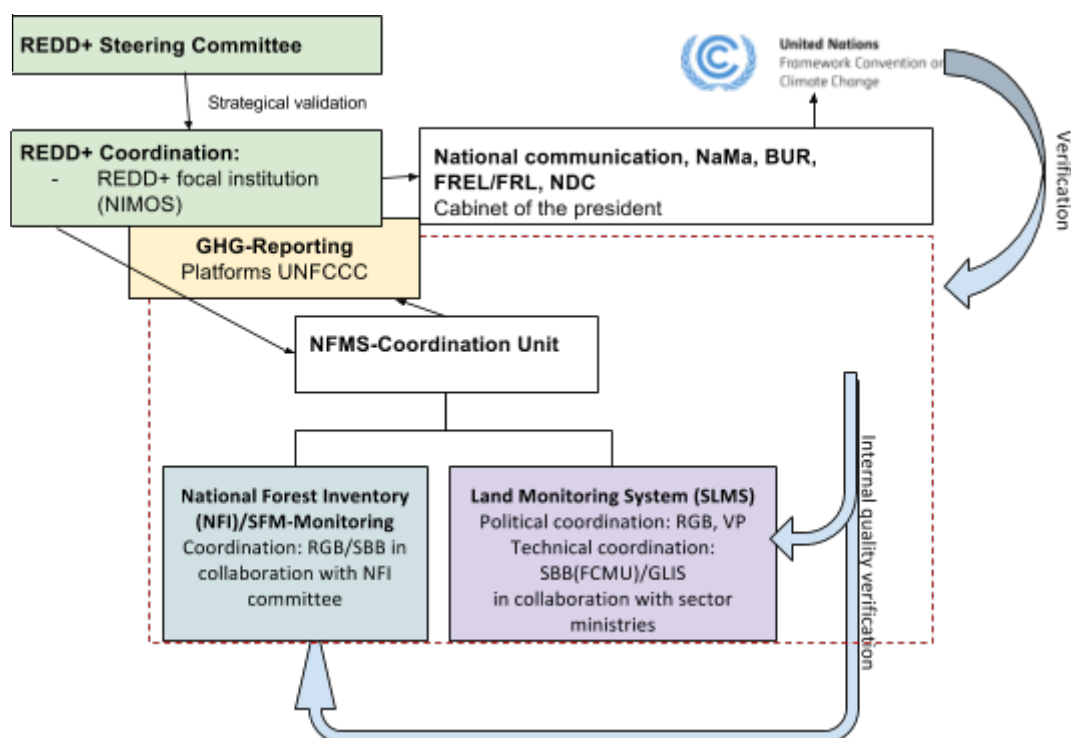 REDD+ Steering Committee
United Nations
Framework Convention on
Climate Change
Strategical validation
REDD+ Coordination:
- REDD+ focal institution
(NIMOS)
National communication, NaMa, BUR,
FREL/FRL, NDC
Cabinet of the president
Verification
GHG-Reporting
Platforms UNFCCC
NFMS-Coordination Unit
National Forest Inventory
(NFI)/SFM-Monitoring
Coordination: RGB/SBB in
collaboration with NFI
committee
Land Monitoring System (SLMS)
Political coordination: RGB, VP
Technical coordination:
SBB(FCMU)/GLIS
in collaboration with sector
ministries
Internal quality verification